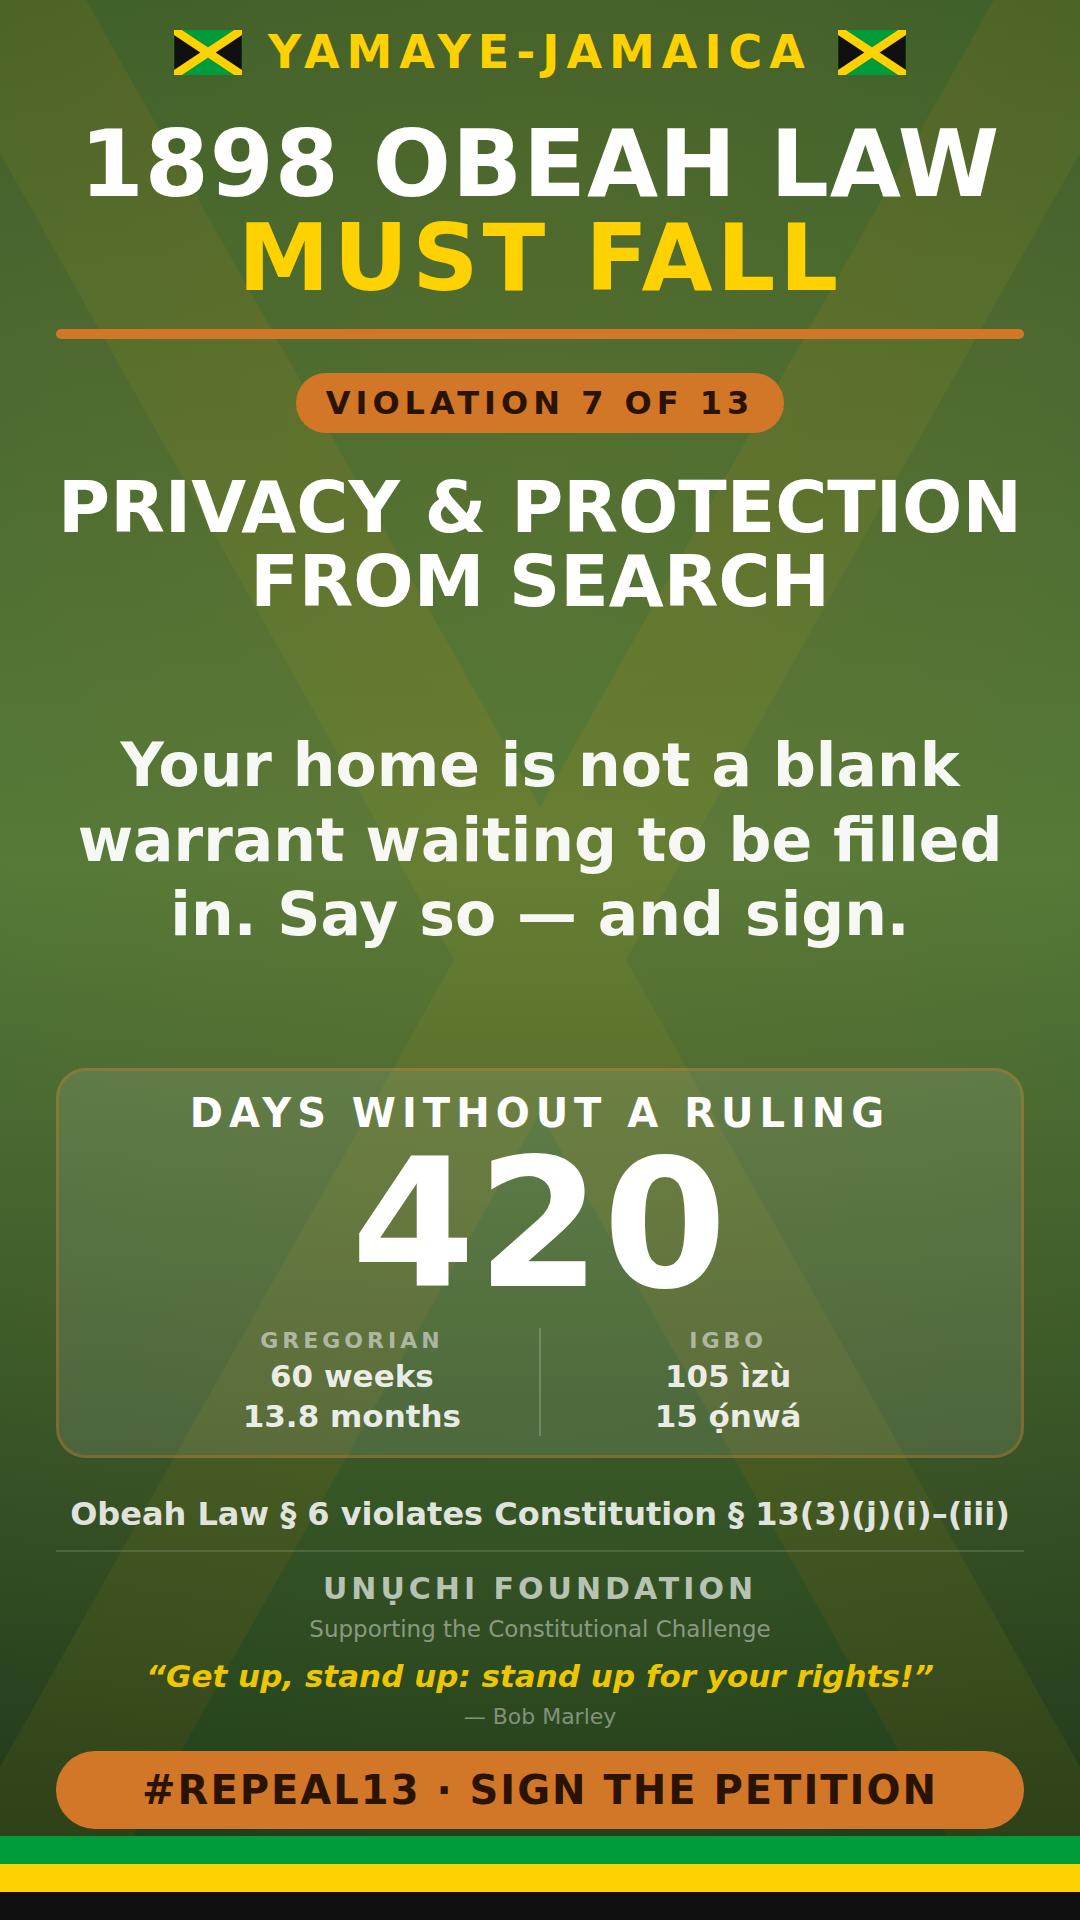 YAMAYE-JAMAICA
1898 OBEAH LAW
MUST FALL
VIOLATION 7 OF 13
PRIVACY & PROTECTION
FROM SEARCH
Your home is not a blank
warrant waiting to be filled
in. Say so — and sign.
DAYS WITHOUT A RULING
420
GREGORIAN
60 weeks
13.8 months
IGBO
105 ìzù
15 ọ́nwá
Obeah Law § 6 violates Constitution § 13(3)(j)(i)–(iii)
UNỤCHI FOUNDATION
Supporting the Constitutional Challenge
“Get up, stand up: stand up for your rights!”
— Bob Marley
#REPEAL13 · SIGN THE PETITION